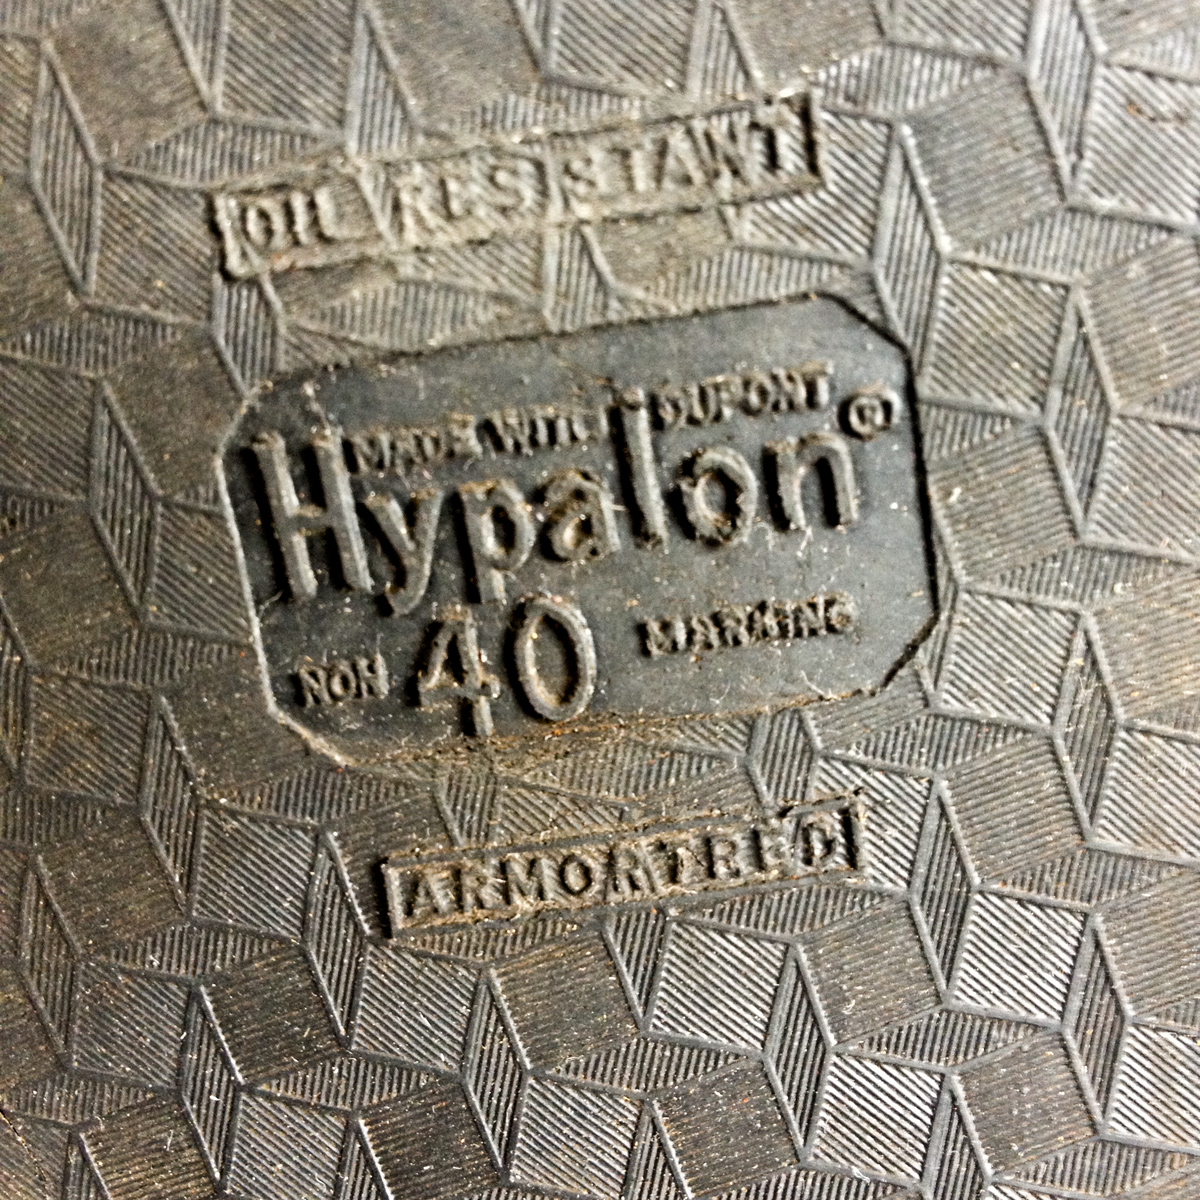 OIL RESISTANT
MADE WITH DUPONT
Hypalon®
NON 40 MARKING
ARMORTRED